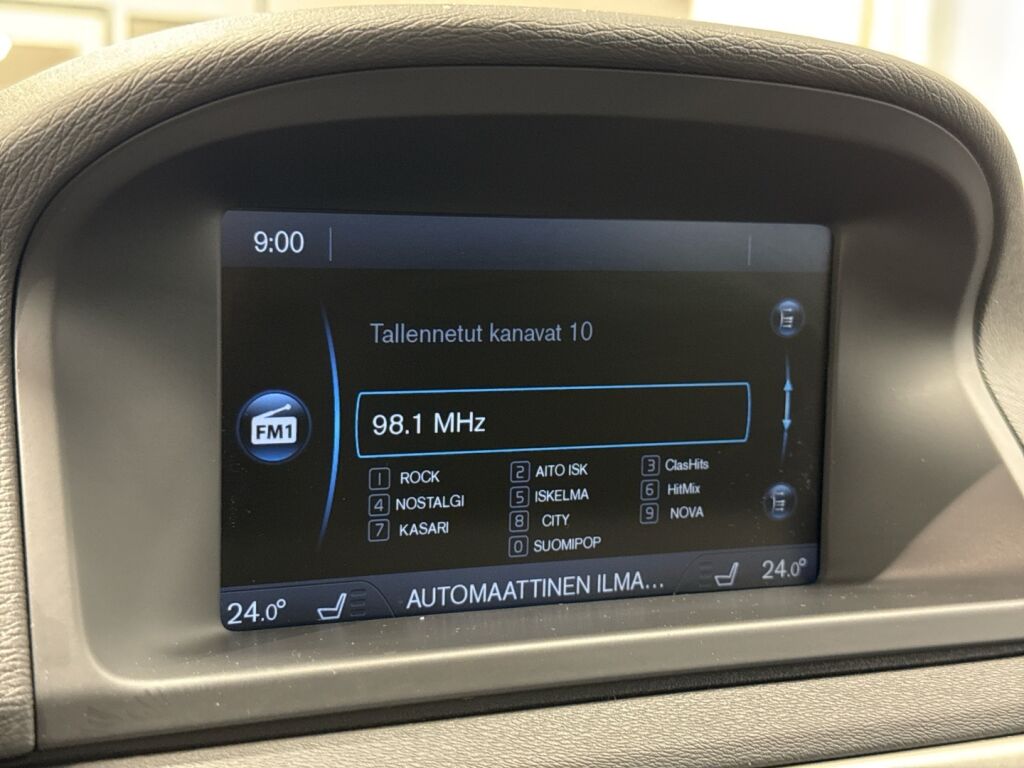 9:00
Tallennetut kanavat 10
FM1
98.1 MHz
1 ROCK 2 AITO ISK 3 ClasHits
4 NOSTALGI 5 ISKELMA 6 HitMix
7 KASARI 8 CITY 9 NOVA
0 SUOMIPOP
24.0° AUTOMAATTINEN ILMA... 24.0°